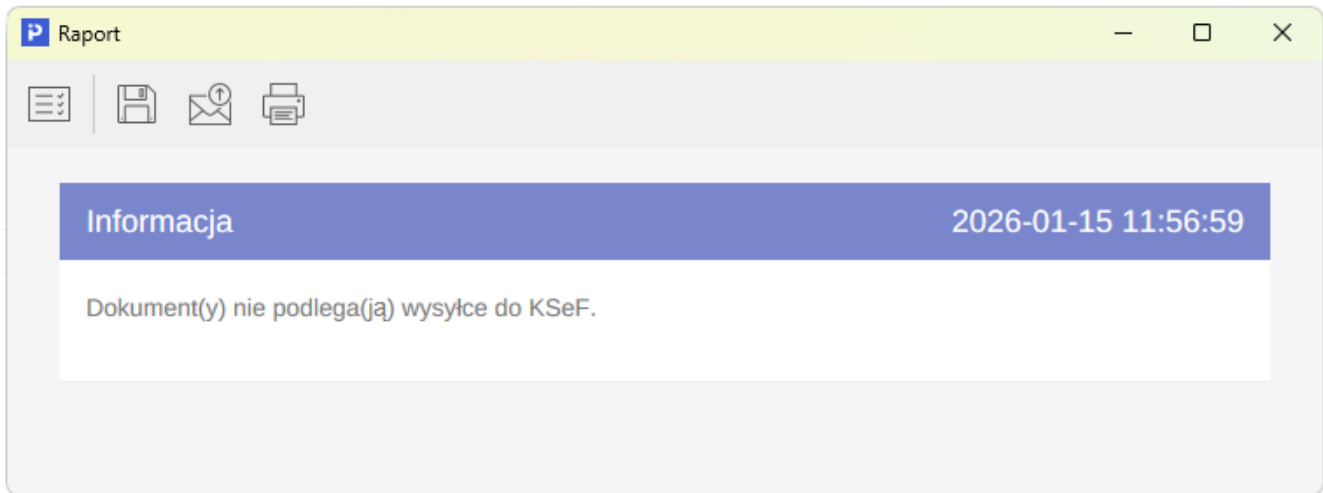 Raport
Informacja
2026-01-15 11:56:59
Dokument(y) nie podlega(ją) wysyłce do KSeF.